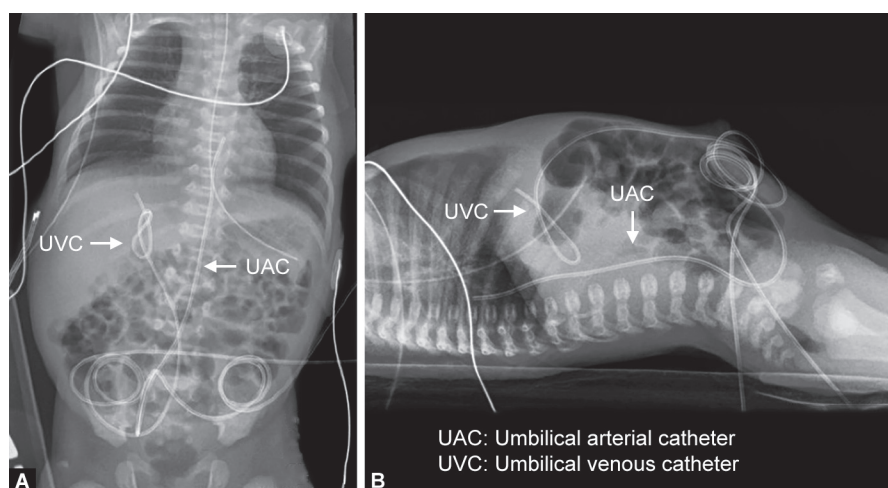 UVC
UAC
A
UVC
UAC
UAC: Umbilical arterial catheter
UVC: Umbilical venous catheter
B